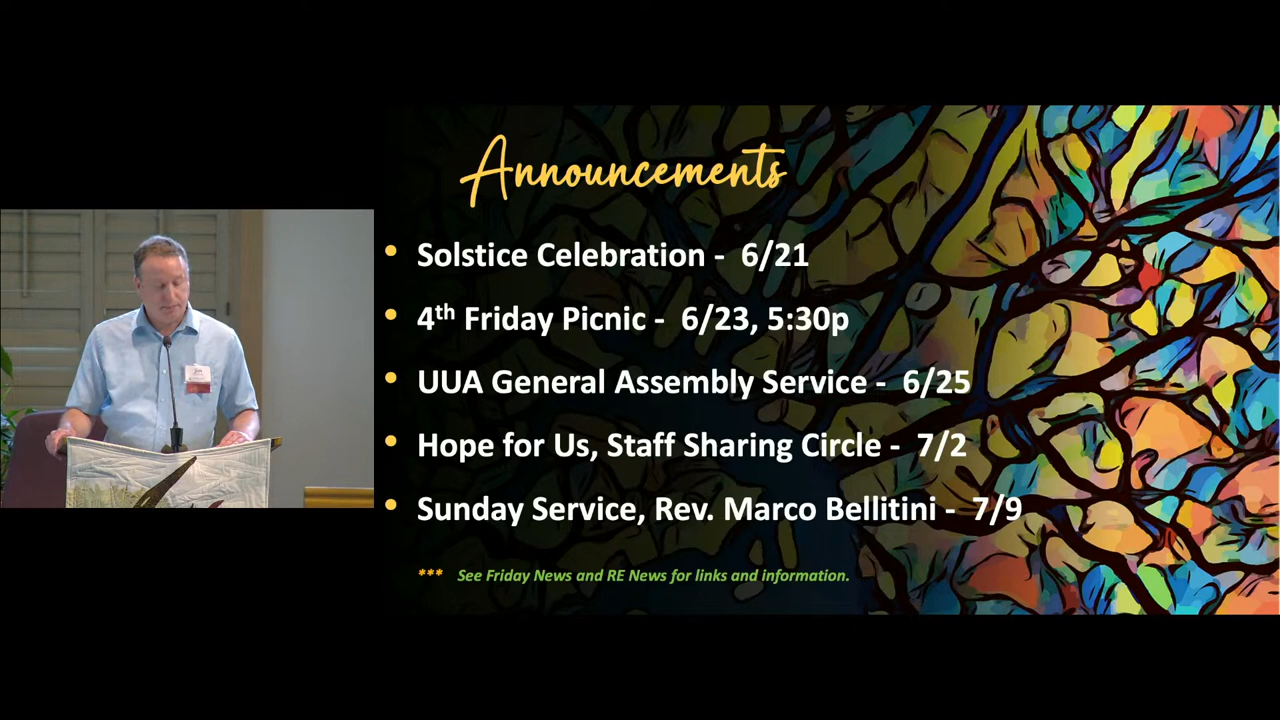 Announcements
• Solstice Celebration - 6/21
• 4th Friday Picnic - 6/23, 5:30p
• UUA General Assembly Service - 6/25
• Hope for Us, Staff Sharing Circle - 7/2
• Sunday Service, Rev. Marco Bellitini - 7/9
*** See Friday News and RE News for links and information.